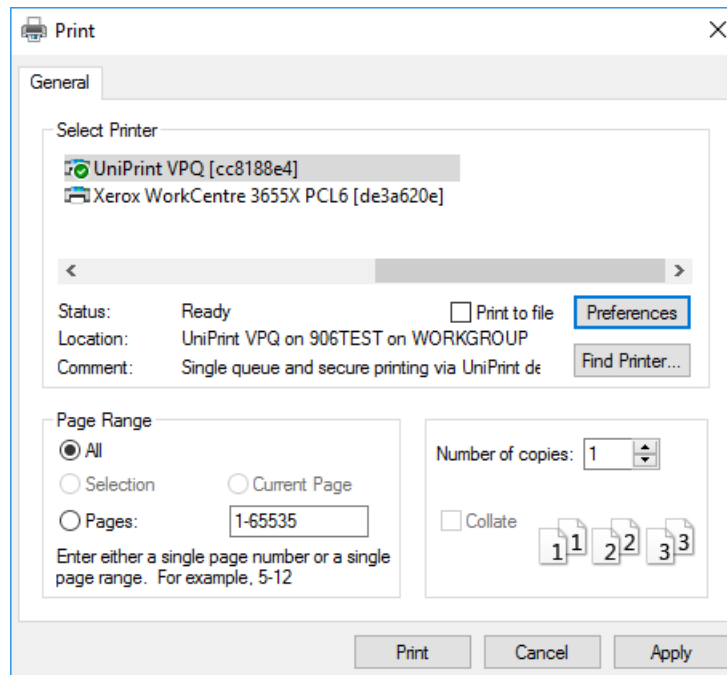 Print
General
Select Printer
UniPrint VPQ [cc8188e4]
Xerox WorkCentre 3655X PCL6 [de3a620e]
Status: Ready
Print to file
Preferences
Location: UniPrint VPQ on 906TEST on WORKGROUP
Comment: Single queue and secure printing via UniPrint de
Find Printer...
Page Range
All
Selection
Current Page
Pages: 1-65535
Enter either a single page number or a single
page range. For example, 5-12
Number of copies: 1
Collate
1 1 2 2 3 3
Print
Cancel
Apply